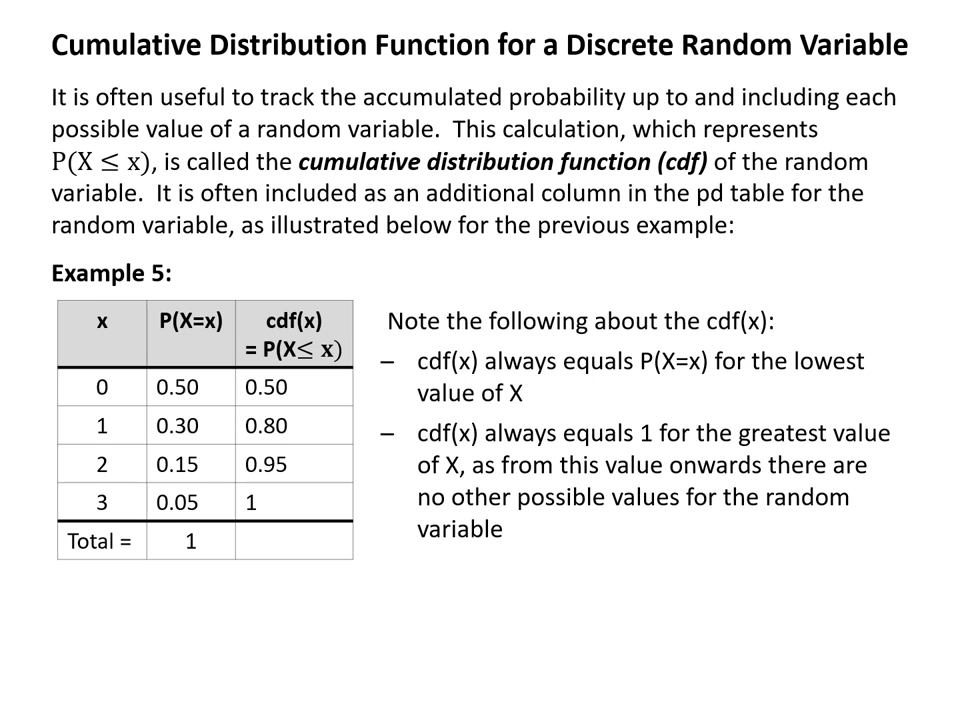 Cumulative Distribution Function for a Discrete Random Variable
It is often useful to track the accumulated probability up to and including each
possible value of a random variable.  This calculation, which represents
P(X ≤ x), is called the cumulative distribution function (cdf) of the random
variable.  It is often included as an additional column in the pd table for the
random variable, as illustrated below for the previous example:
Example 5:
x P(X=x) cdf(x)
= P(X≤ x)
0 0.50 0.50
1 0.30 0.80
2 0.15 0.95
3 0.05 1
Total = 1
Note the following about the cdf(x):
– cdf(x) always equals P(X=x) for the lowest
value of X
– cdf(x) always equals 1 for the greatest value
of X, as from this value onwards there are
no other possible values for the random
variable